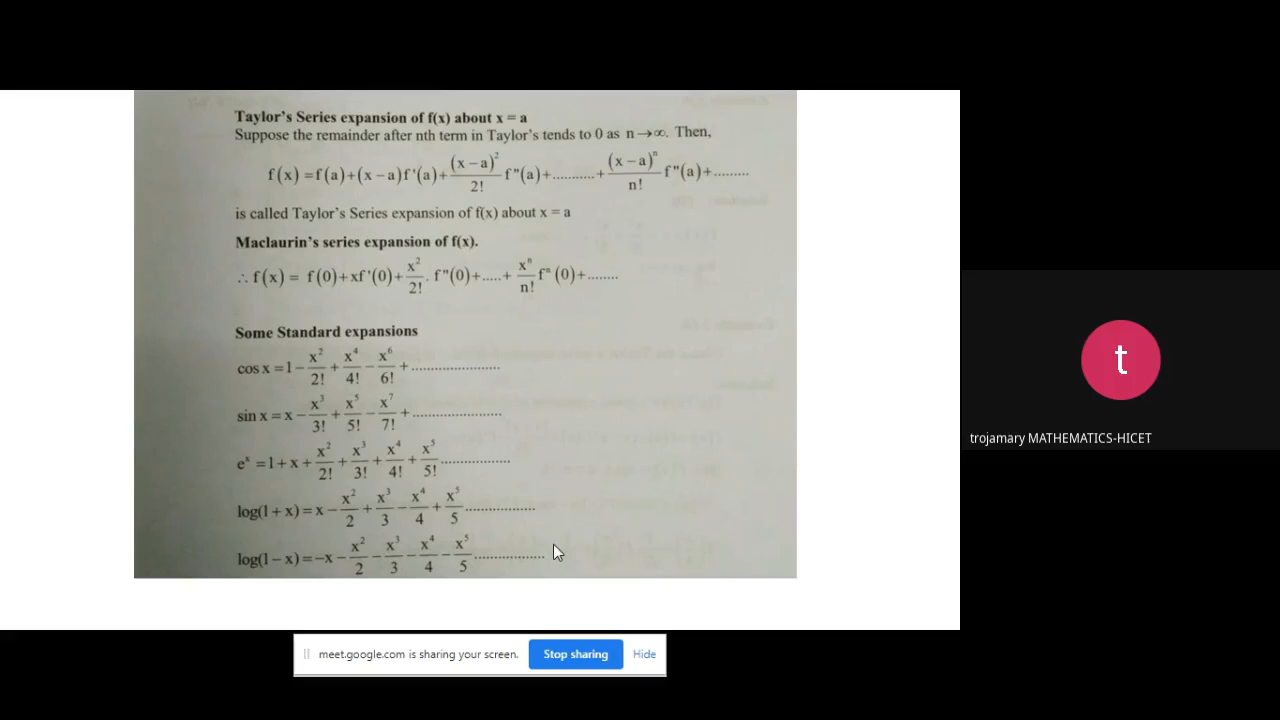 Taylor's Series expansion of f(x) about x = a
Suppose the remainder after nth term in Taylor's tends to 0 as n→∞. Then,
f(x) =f(a)+(x−a)f'(a)+ (x−a)²/2! f"(a)+..........+ (x−a)ⁿ/n! fⁿ(a)+.........
is called Taylor's Series expansion of f(x) about x = a
Maclaurin's series expansion of f(x).
∴ f(x) = f(0)+xf'(0)+ x²/2! . f"(0)+.....+ xⁿ/n! fⁿ(0)+........
Some Standard expansions
cos x =1− x²/2! + x⁴/4! − x⁶/6! +......................
sin x = x − x³/3! + x⁵/5! − x⁷/7! +......................
eˣ =1+x+ x²/2! + x³/3! + x⁴/4! + x⁵/5! .................
log(1+x)= x − x²/2 + x³/3 − x⁴/4 + x⁵/5 .................
log(1−x)=−x− x²/2 − x³/3 − x⁴/4 − x⁵/5 .................
t
trojamary MATHEMATICS-HICET
meet.google.com is sharing your screen.
Stop sharing
Hide